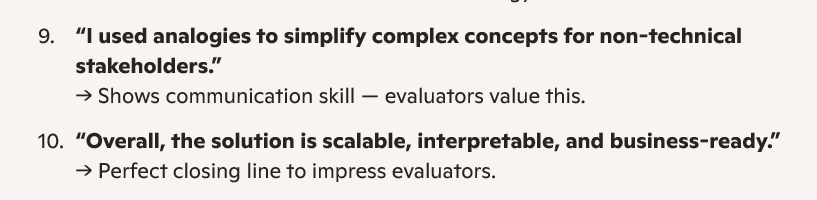 9. “I used analogies to simplify complex concepts for non-technical
stakeholders.”
→ Shows communication skill — evaluators value this.
10. “Overall, the solution is scalable, interpretable, and business-ready.”
→ Perfect closing line to impress evaluators.